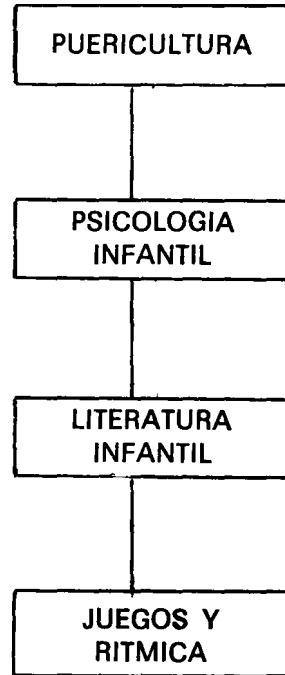 PUERICULTURA
PSICOLOGIA
INFANTIL
LITERATURA
INFANTIL
JUEGOS Y
RITMICA